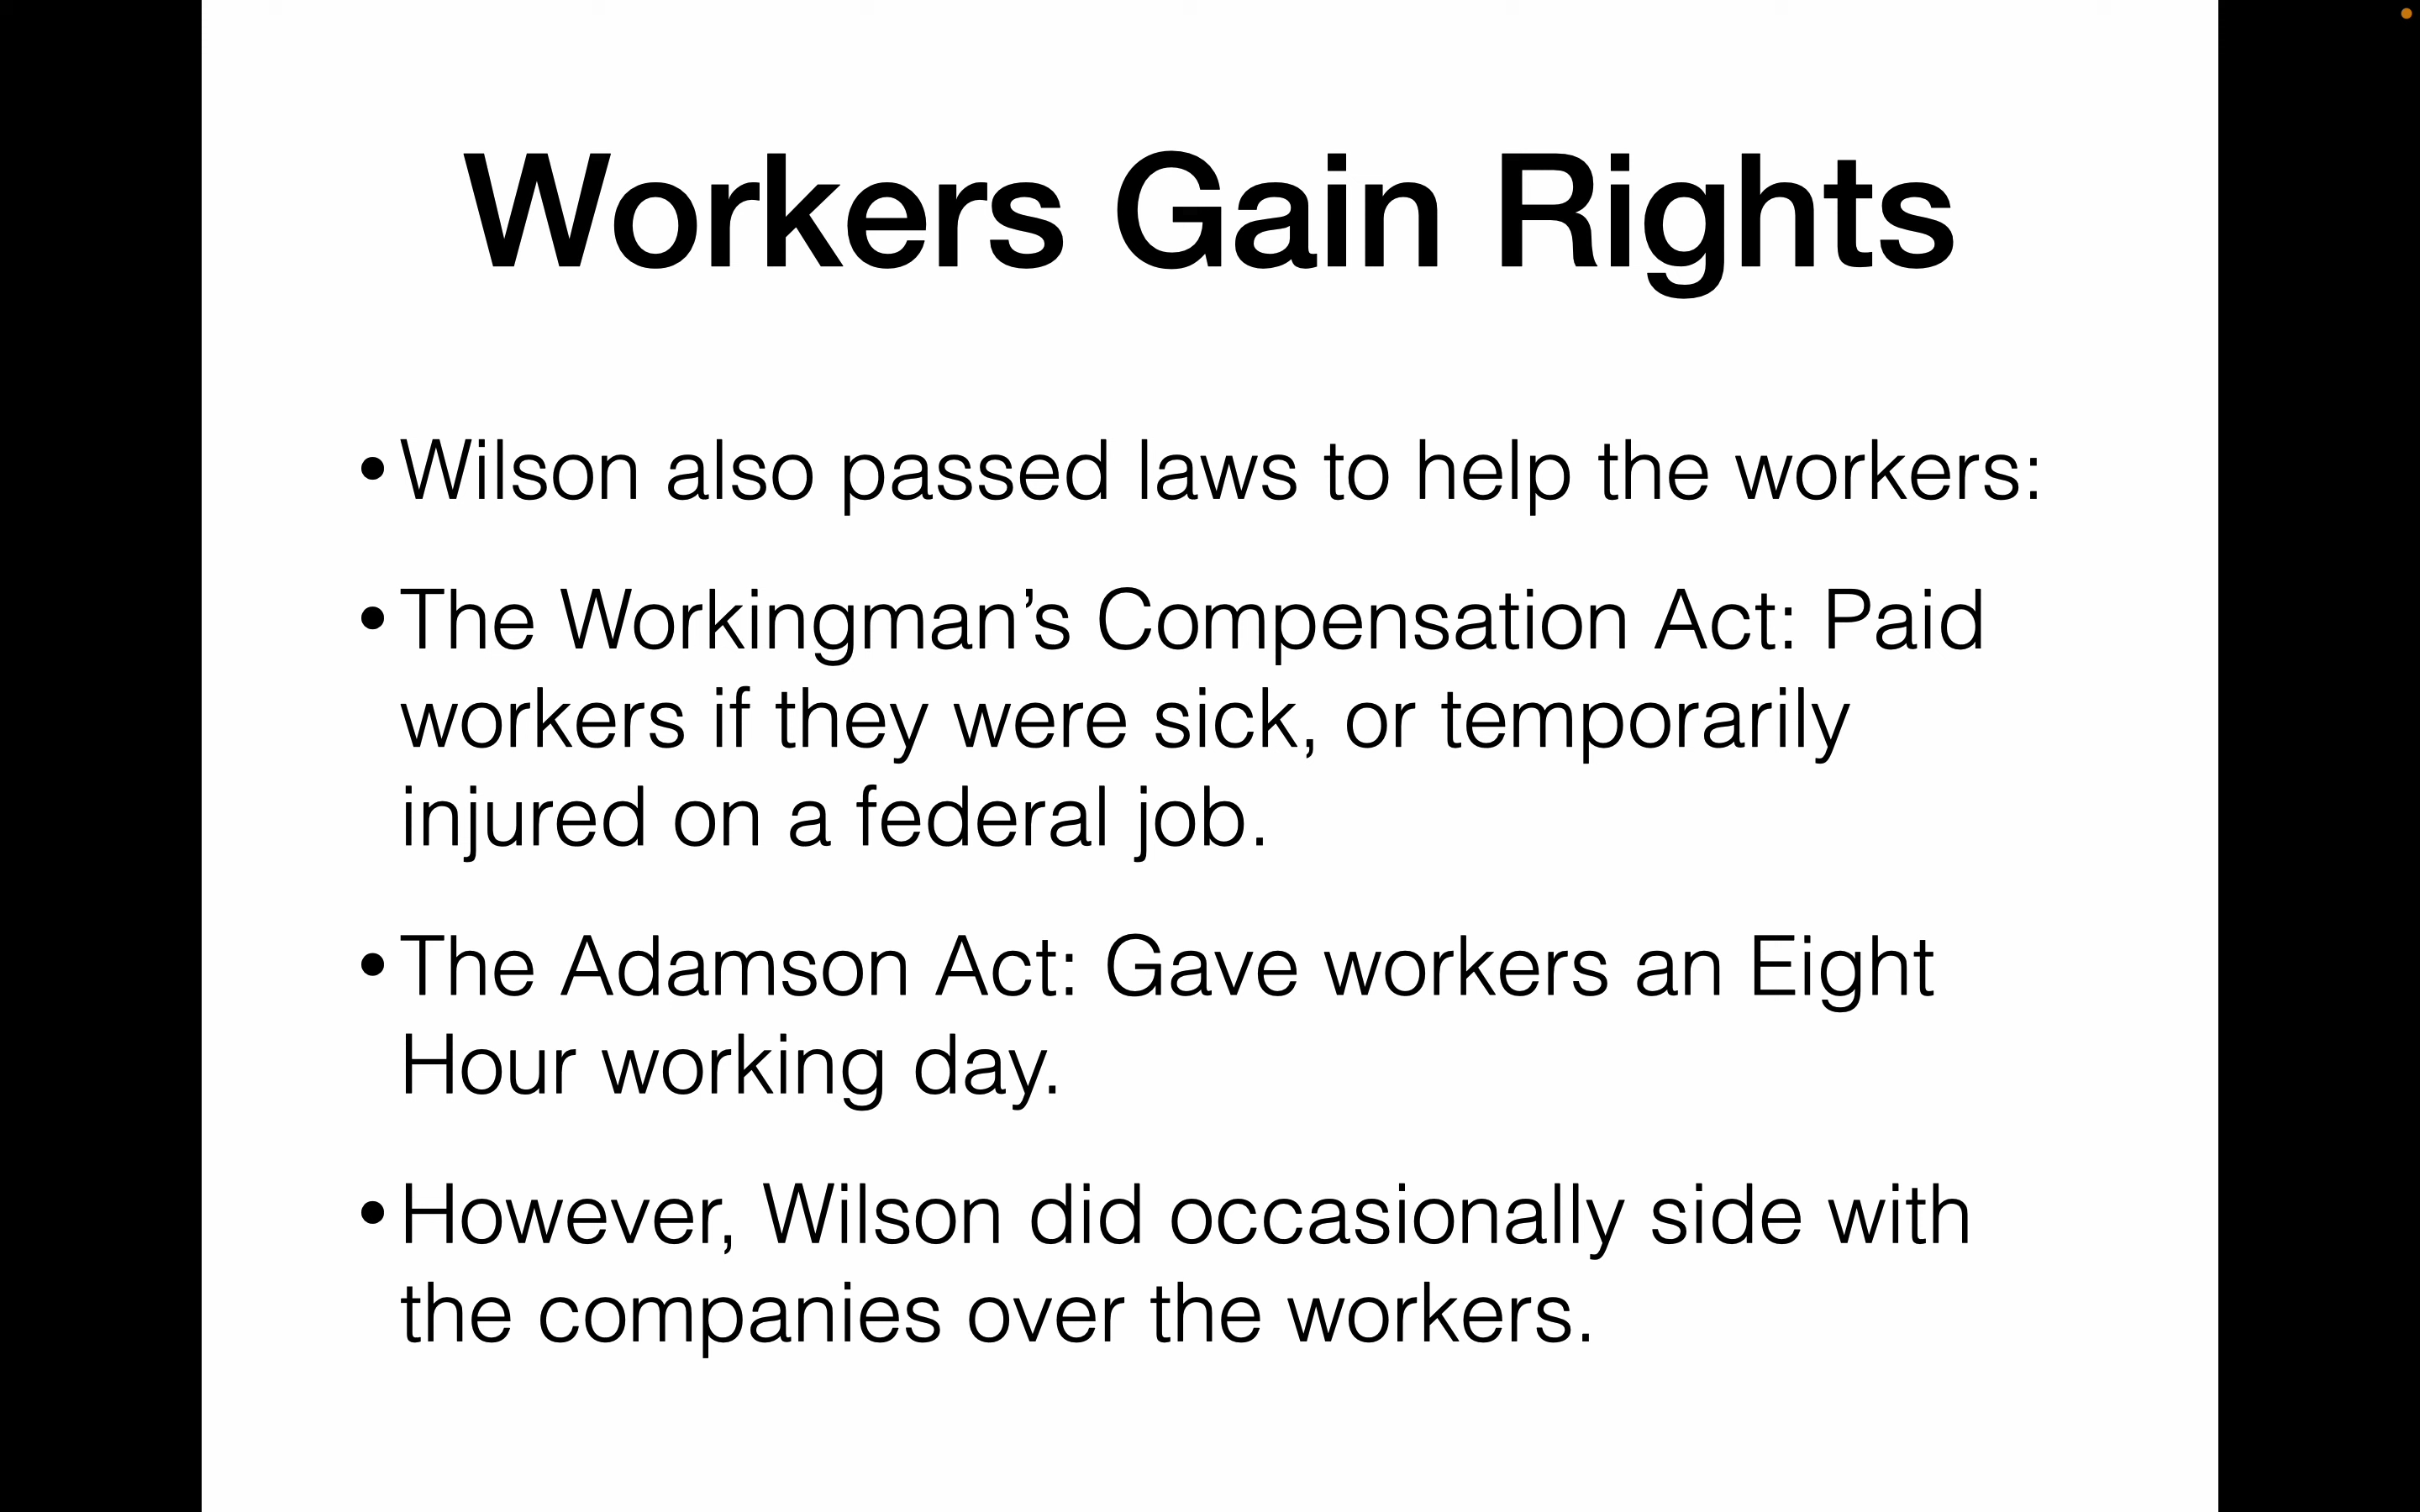 Workers Gain Rights
• Wilson also passed laws to help the workers:
• The Workingman’s Compensation Act: Paid
workers if they were sick, or temporarily
injured on a federal job.
• The Adamson Act: Gave workers an Eight
Hour working day.
• However, Wilson did occasionally side with
the companies over the workers.